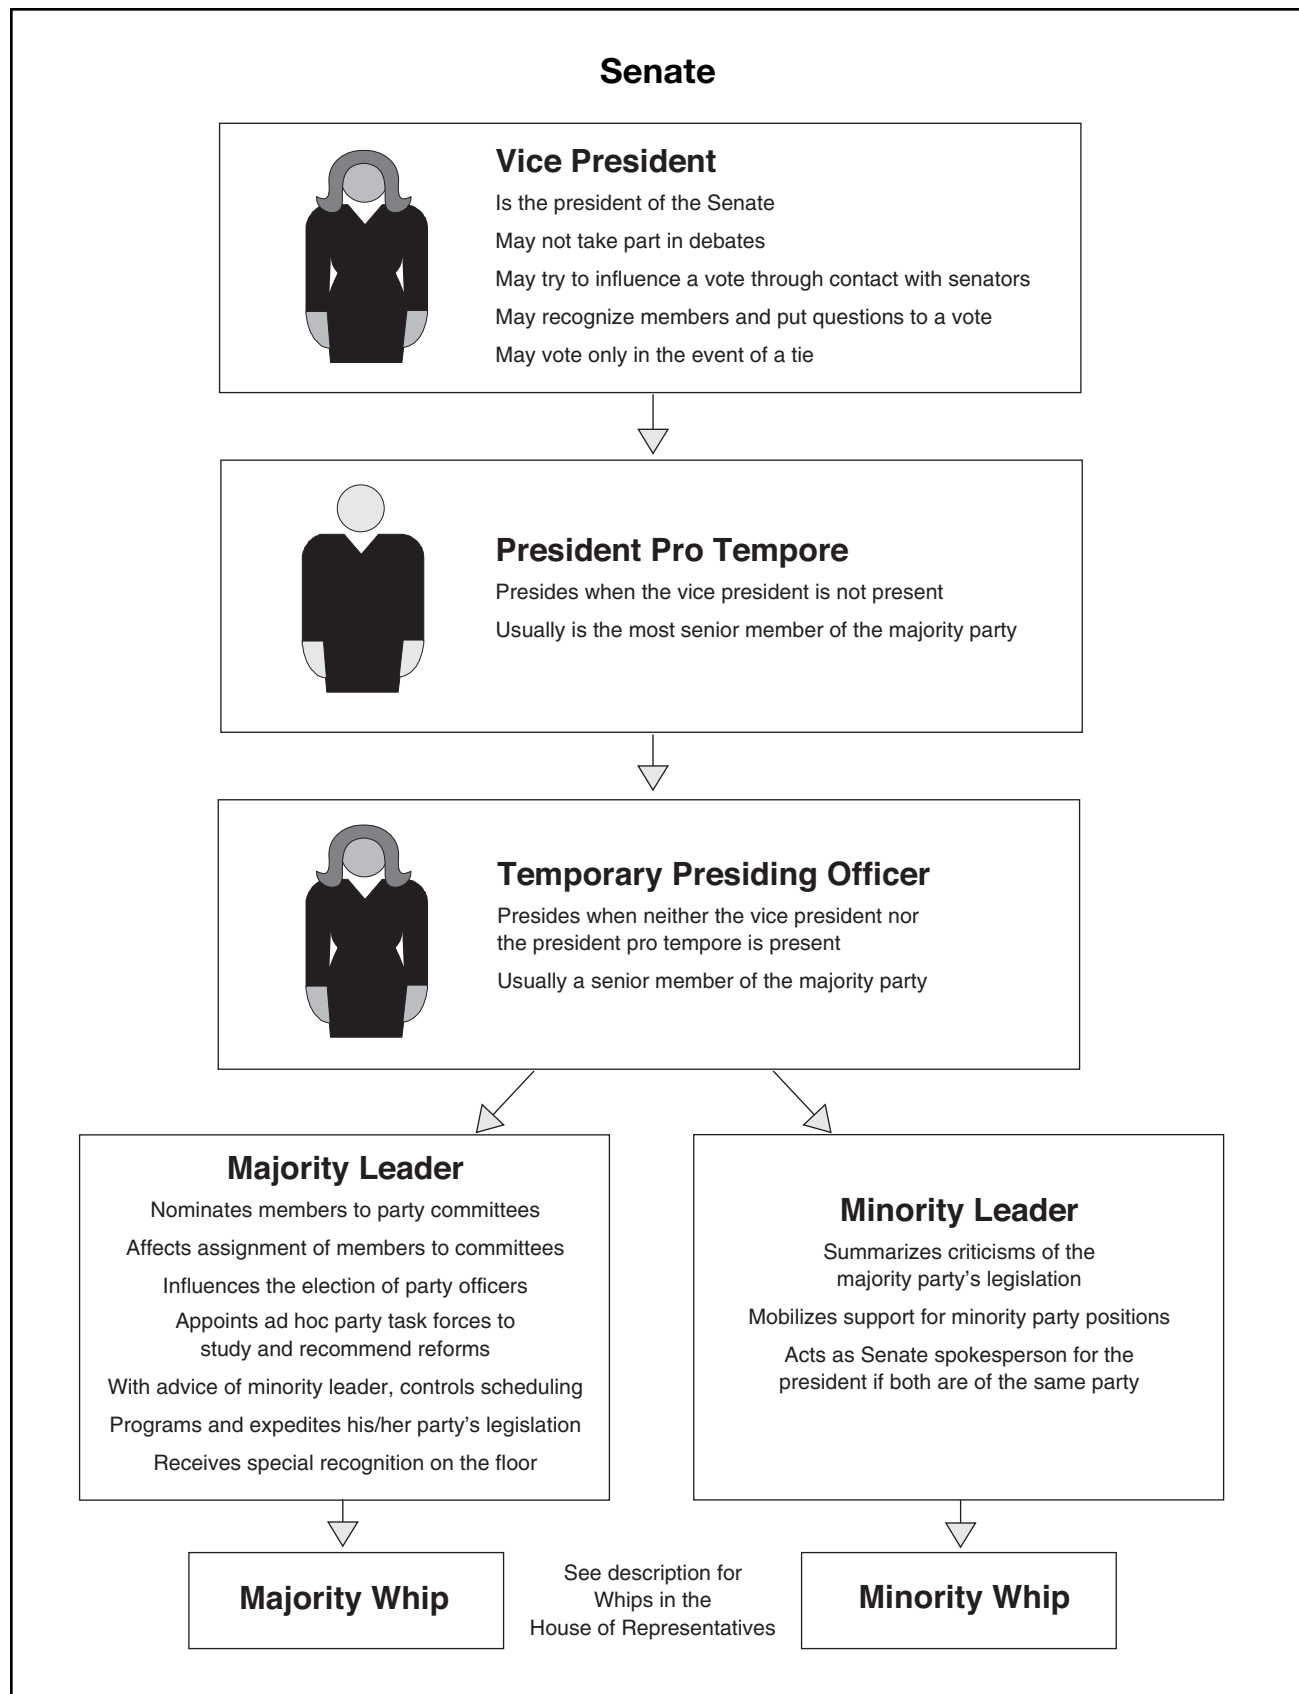 Senate
Vice President
Is the president of the Senate
May not take part in debates
May try to influence a vote through contact with senators
May recognize members and put questions to a vote
May vote only in the event of a tie
President Pro Tempore
Presides when the vice president is not present
Usually is the most senior member of the majority party
Temporary Presiding Officer
Presides when neither the vice president nor
the president pro tempore is present
Usually a senior member of the majority party
Majority Leader
Nominates members to party committees
Affects assignment of members to committees
Influences the election of party officers
Appoints ad hoc party task forces to
study and recommend reforms
With advice of minority leader, controls scheduling
Programs and expedites his/her party’s legislation
Receives special recognition on the floor
Minority Leader
Summarizes criticisms of the
majority party’s legislation
Mobilizes support for minority party positions
Acts as Senate spokesperson for the
president if both are of the same party
Majority Whip
See description for
Whips in the
House of Representatives
Minority Whip